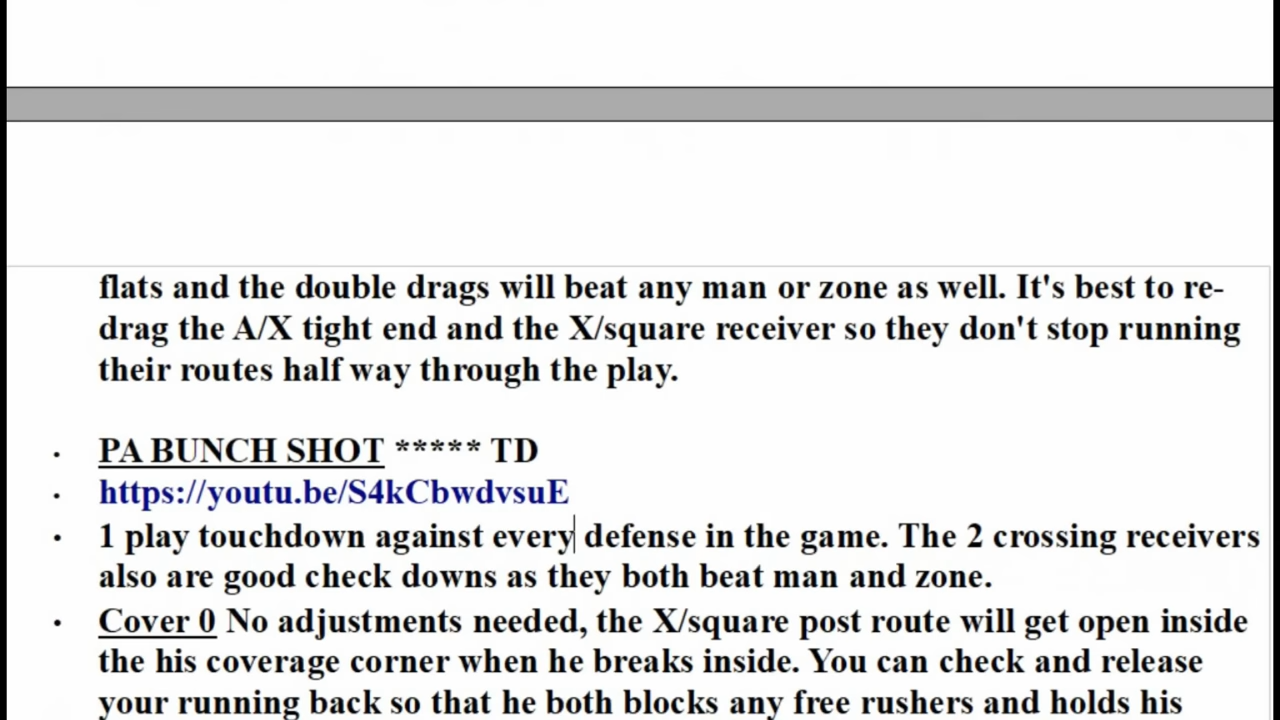 flats and the double drags will beat any man or zone as well. It's best to re-
drag the A/X tight end and the X/square receiver so they don't stop running
their routes half way through the play.
• PA BUNCH SHOT ***** TD
• https://youtu.be/S4kCbwdvsuE
• 1 play touchdown against every defense in the game. The 2 crossing receivers
also are good check downs as they both beat man and zone.
• Cover 0 No adjustments needed, the X/square post route will get open inside
the his coverage corner when he breaks inside. You can check and release
your running back so that he both blocks any free rushers and holds his